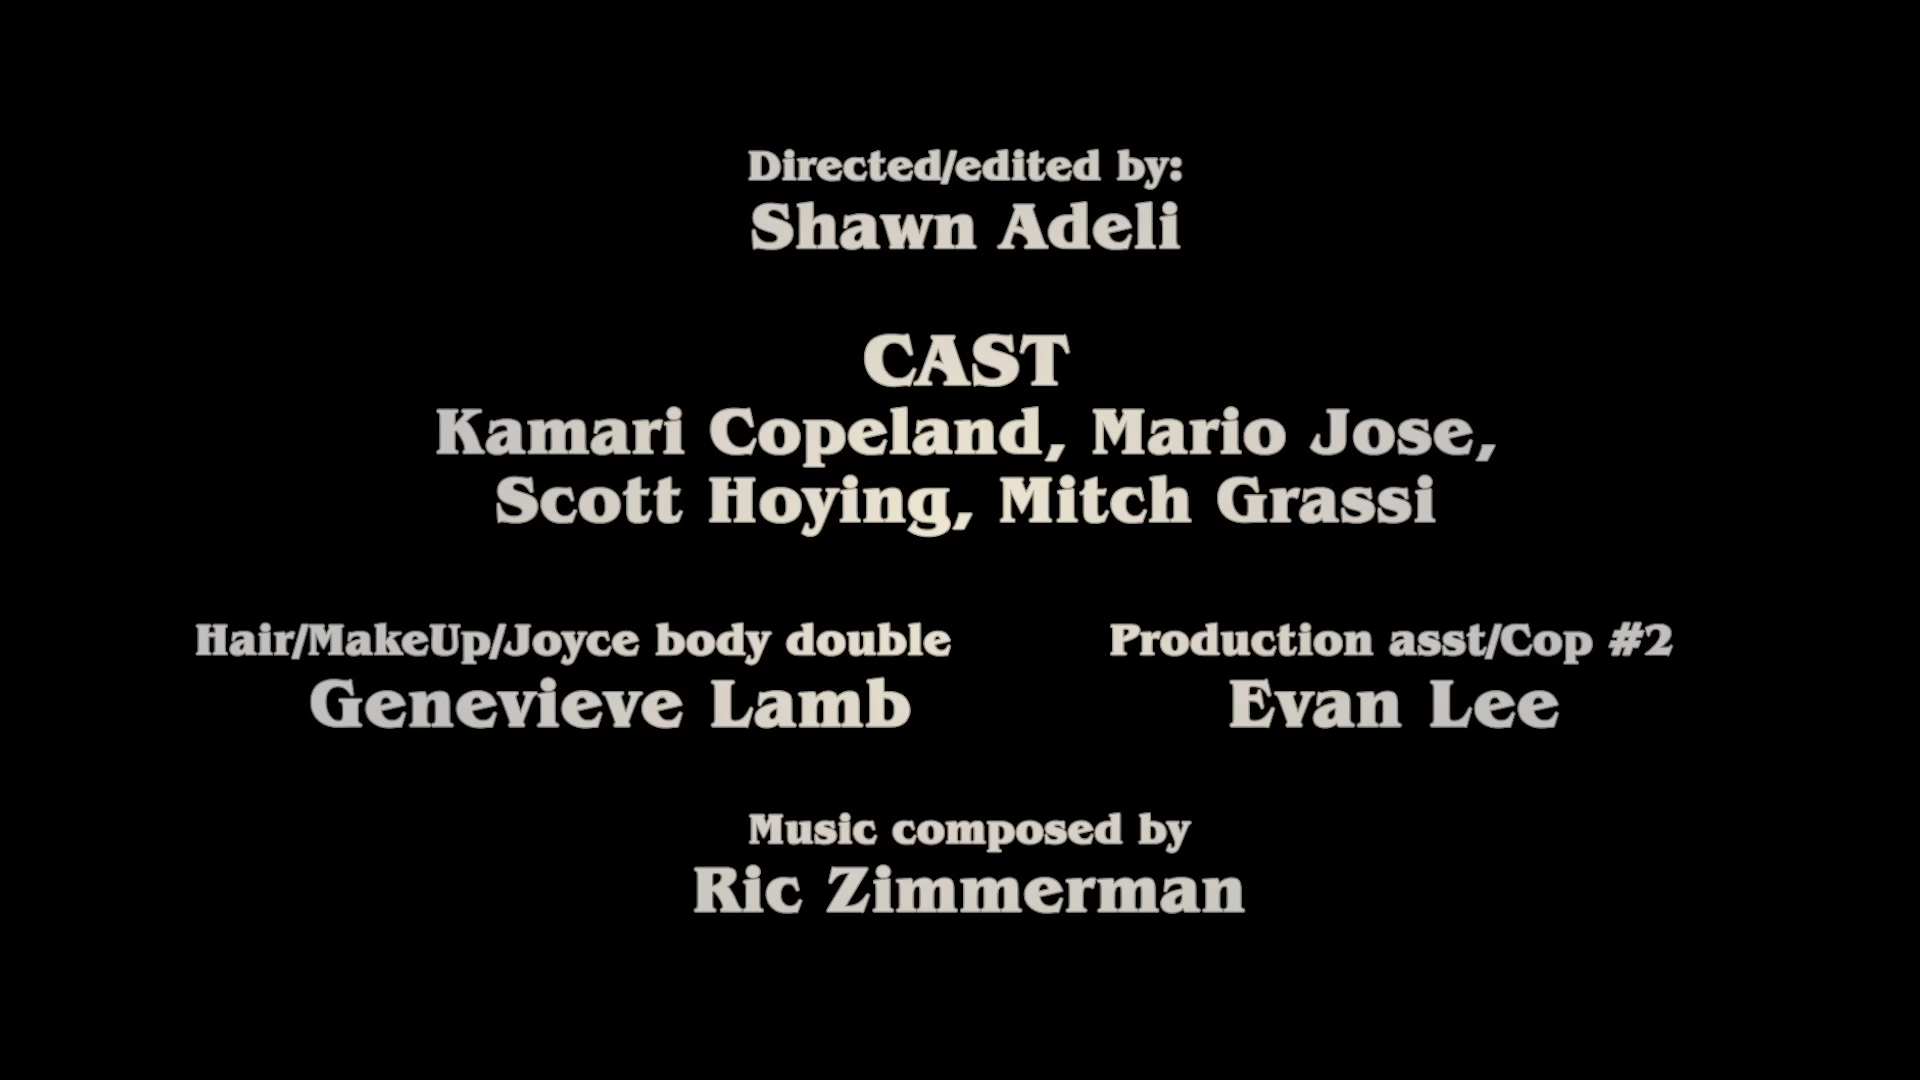 Directed/edited by:
Shawn Adeli
CAST
Kamari Copeland, Mario Jose,
Scott Hoying, Mitch Grassi
Hair/MakeUp/Joyce body double
Genevieve Lamb
Production asst/Cop #2
Evan Lee
Music composed by
Ric Zimmerman